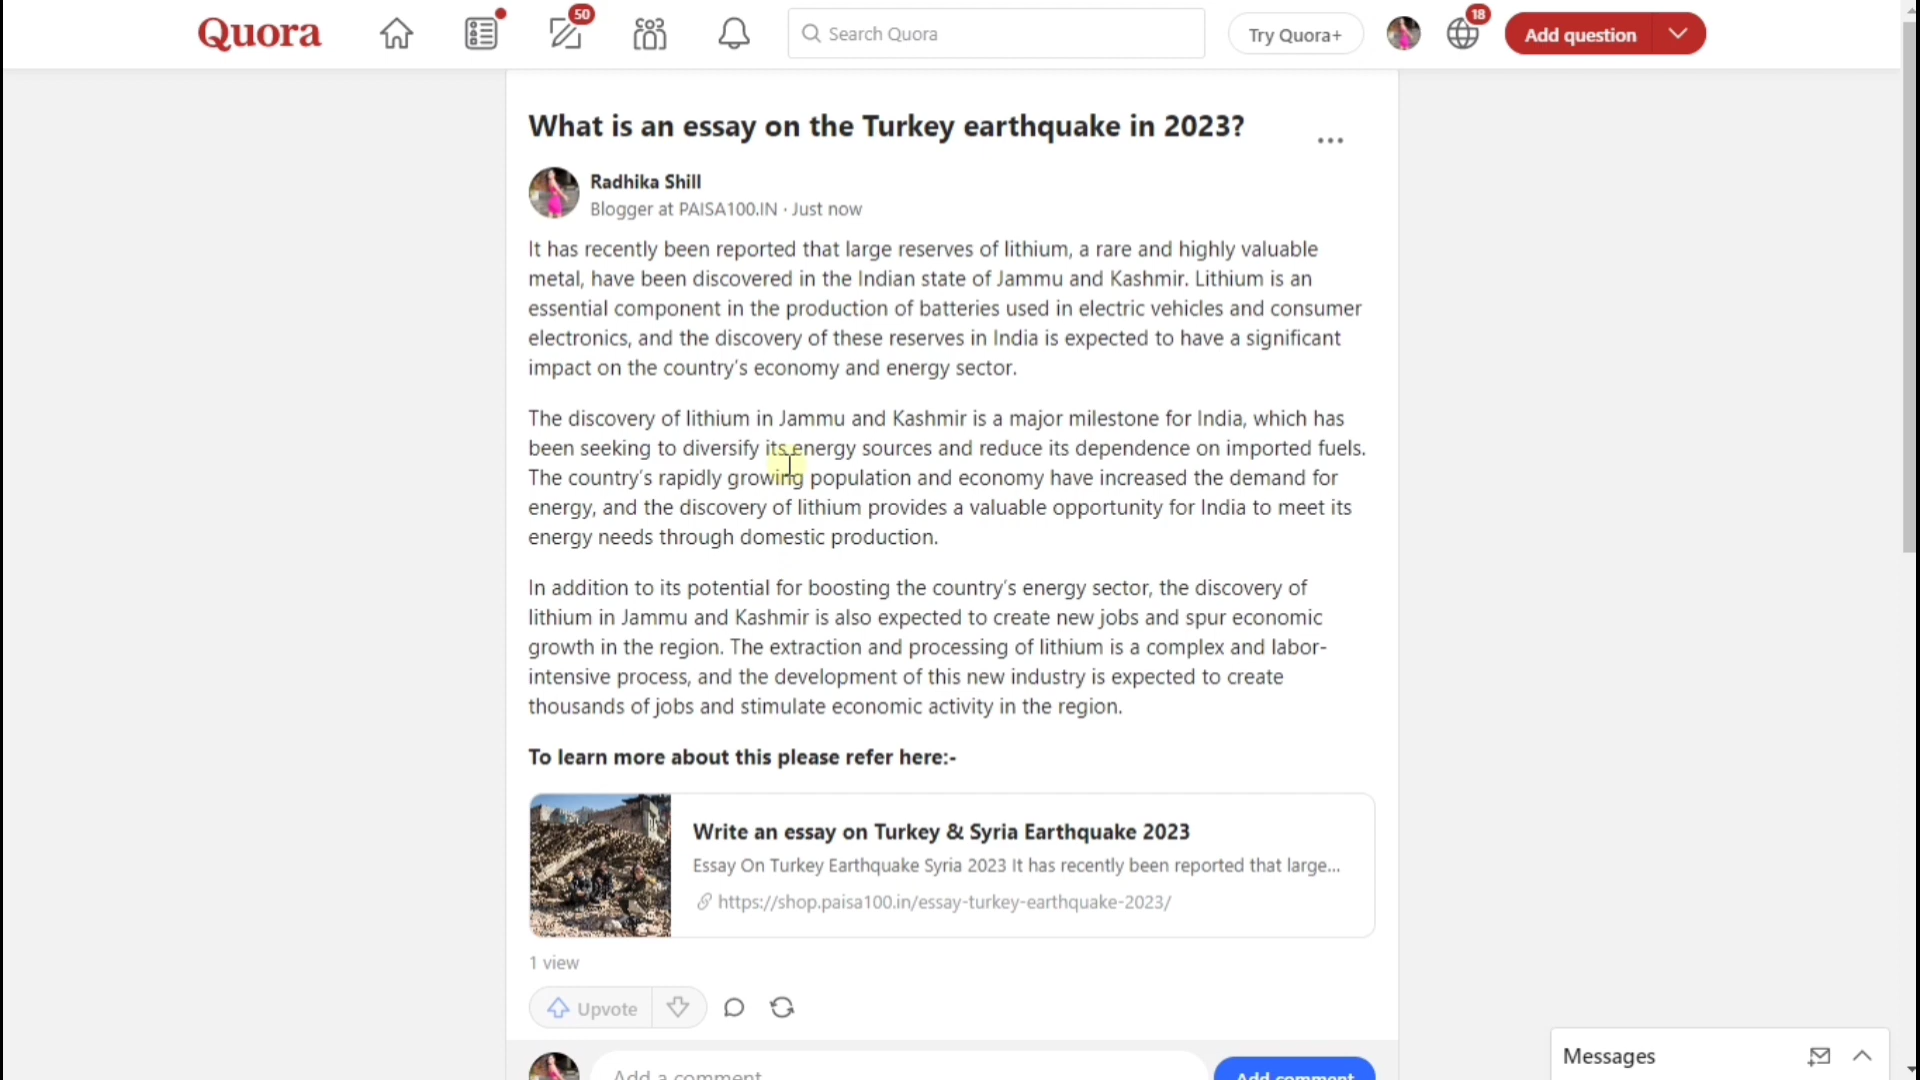 Quora
50
Search Quora
Try Quora+
18
Add question
What is an essay on the Turkey earthquake in 2023?
Radhika Shill
Blogger at PAISA100.IN · Just now
It has recently been reported that large reserves of lithium, a rare and highly valuable
metal, have been discovered in the Indian state of Jammu and Kashmir. Lithium is an
essential component in the production of batteries used in electric vehicles and consumer
electronics, and the discovery of these reserves in India is expected to have a significant
impact on the country's economy and energy sector.
The discovery of lithium in Jammu and Kashmir is a major milestone for India, which has
been seeking to diversify its energy sources and reduce its dependence on imported fuels.
The country's rapidly growing population and economy have increased the demand for
energy, and the discovery of lithium provides a valuable opportunity for India to meet its
energy needs through domestic production.
In addition to its potential for boosting the country's energy sector, the discovery of
lithium in Jammu and Kashmir is also expected to create new jobs and spur economic
growth in the region. The extraction and processing of lithium is a complex and labor-
intensive process, and the development of this new industry is expected to create
thousands of jobs and stimulate economic activity in the region.
To learn more about this please refer here:-
Write an essay on Turkey & Syria Earthquake 2023
Essay On Turkey Earthquake Syria 2023 It has recently been reported that large...
https://shop.paisa100.in/essay-turkey-earthquake-2023/
1 view
Upvote
Add a comment
Add comment
Messages